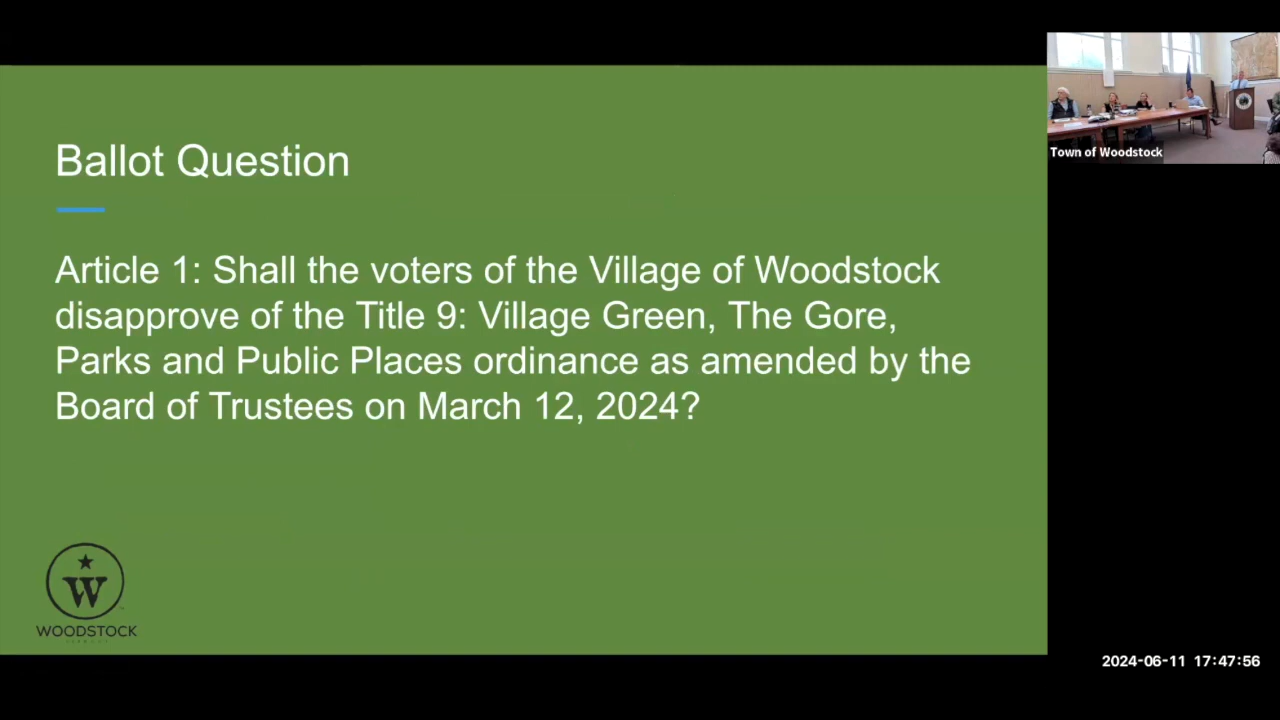 Ballot Question
Article 1: Shall the voters of the Village of Woodstock
disapprove of the Title 9: Village Green, The Gore,
Parks and Public Places ordinance as amended by the
Board of Trustees on March 12, 2024?
W
WOODSTOCK
Town of Woodstock
2024-06-11 17:47:56